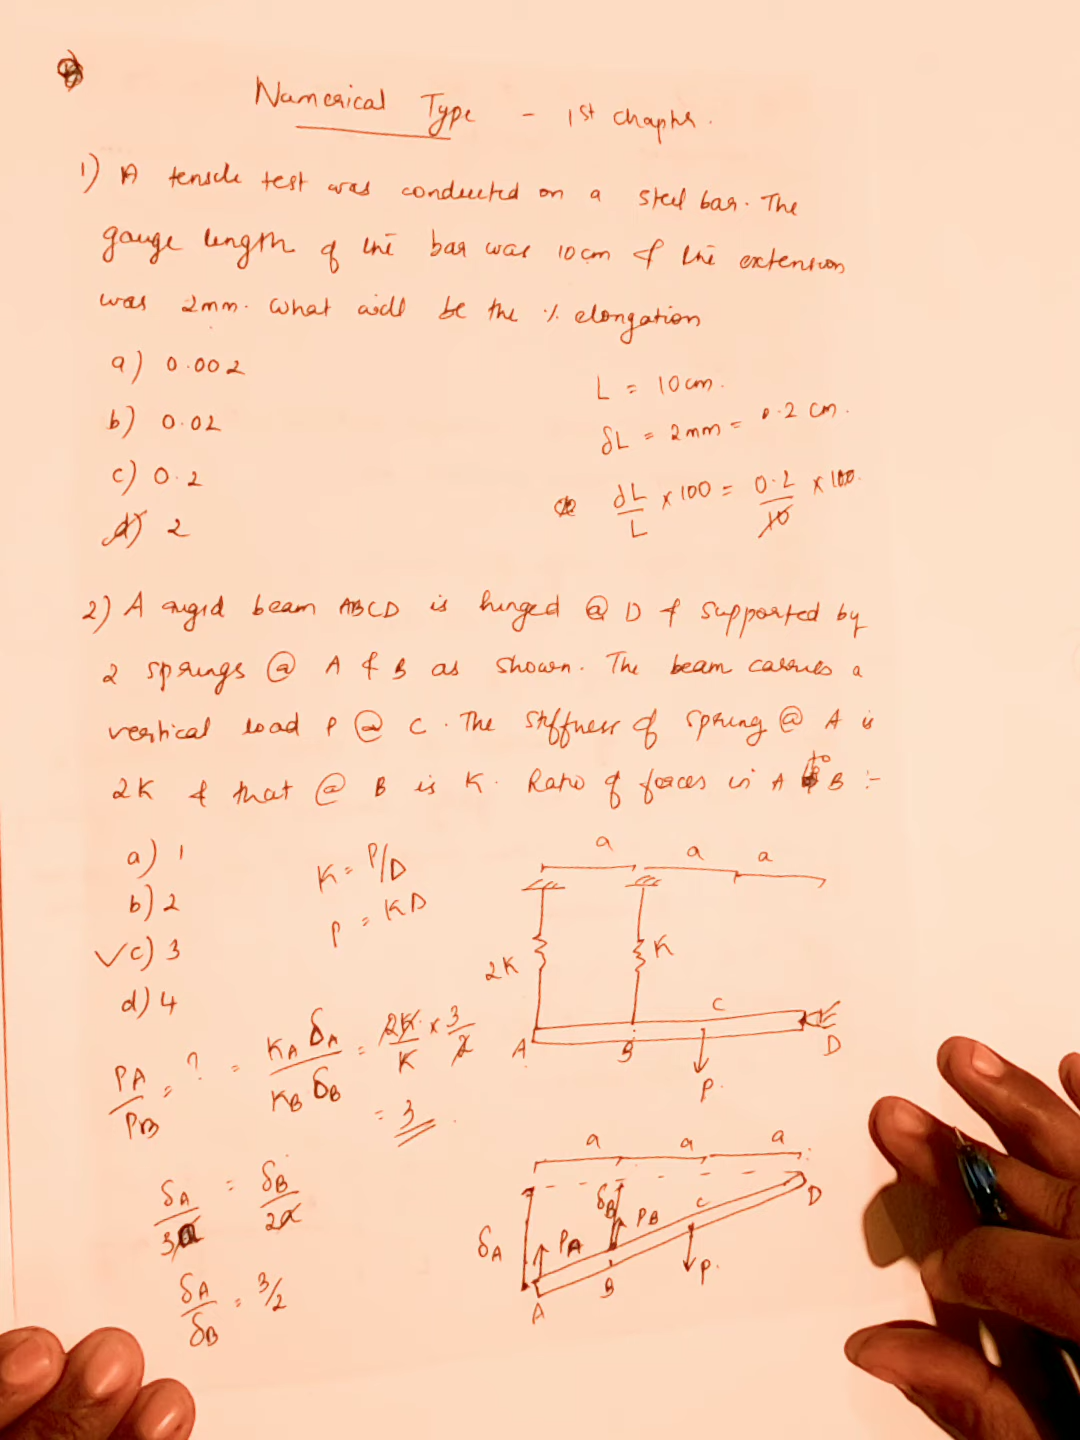 Numerical Type - 1st chapter.
1) A tensile test was conducted on a steel bar. The
gauge length of the bar was 10cm & the extension
was 2mm. What will be the % elongation
a) 0.002
b) 0.02
c) 0.2
d) 2
L = 10cm.
δL = 2mm = 0.2 cm.
dL/L × 100 = 0.2/10 × 100.
2) A rigid beam ABCD is hinged @ D & supported by
2 springs @ A & B as shown. The beam carries a
vertical load P @ C. The stiffness of spring @ A is
2K & that @ B is K. Ratio of forces in A to B :-
a) 1
b) 2
✓c) 3
d) 4
K = P/D
P = KD
PA/PB = ? = KA δA/KB δB = 2K/K × 3/2
= 3
δA/3a = δB/2a
δA/δB = 3/2
a a a
2K K
C
A B D
P.
a a a
δB C D
δA PA PB
P.
A B